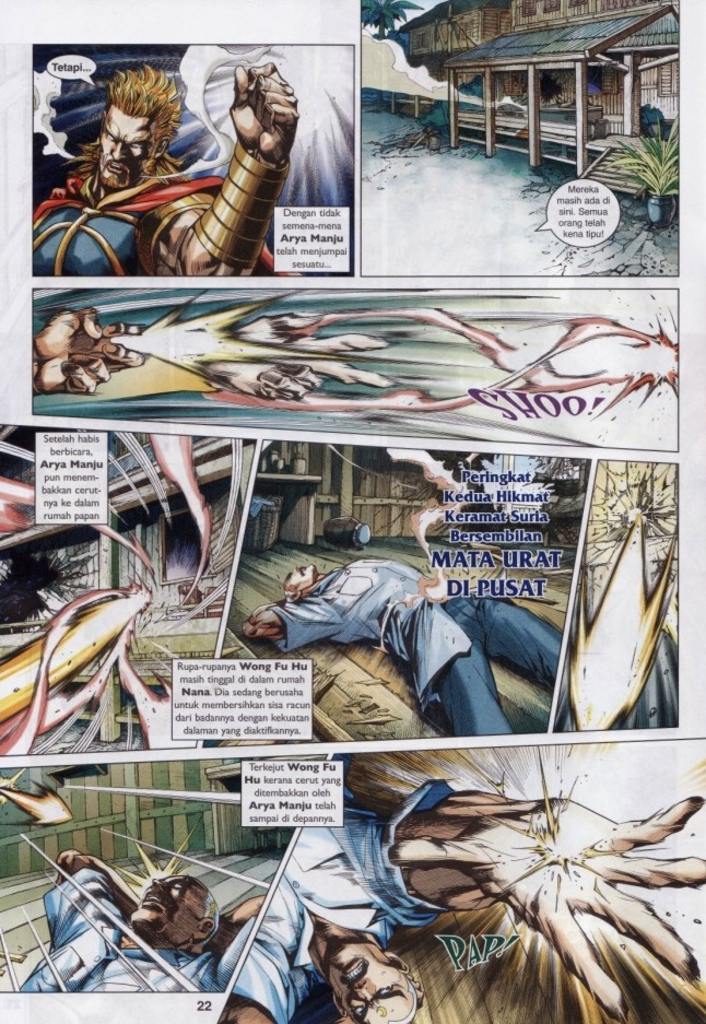 Tetapi...
Dengan tidak
semena-mena
Arya Manju
telah menjumpai
sesuatu...
Mereka
masih ada di
sini. Semua
orang telah
kena tipu!
SHOO!
Setelah habis
berbicara,
Arya Manju
pun menem-
bakkan cerut-
nya ke dalam
rumah papan
Peringkat
Kedua Hikmat
Keramat Suria
Bersembilan
MATA URAT
DI PUSAT
Rupa-rupanya Wong Fu Hu
masih tinggal di dalam rumah
Nana. Dia sedang berusaha
untuk membersihkan sisa racun
dari badannya dengan kekuatan
dalaman yang diaktifkannya.
Terkejut Wong Fu
Hu kerana cerut yang
ditembakkan oleh
Arya Manju telah
sampai di depannya.
PAP!
22